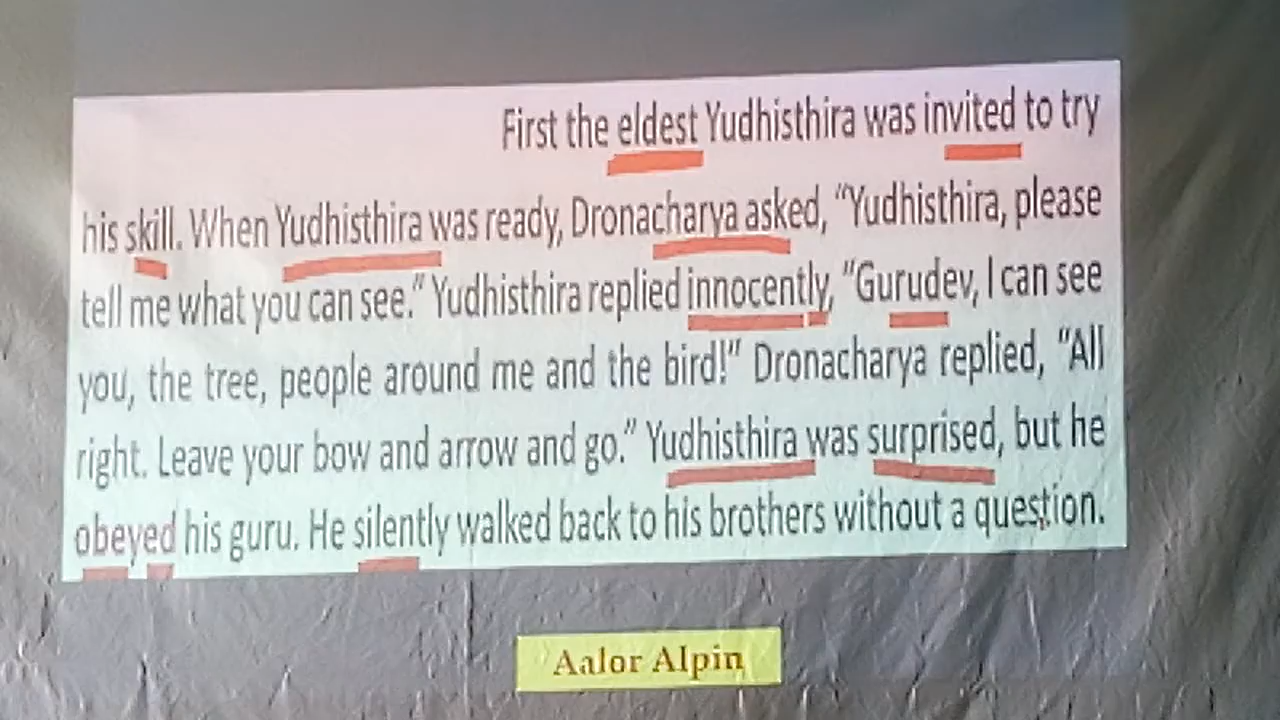 First the eldest Yudhisthira was invited to try
his skill. When Yudhisthira was ready, Dronacharya asked, “Yudhisthira, please
tell me what you can see.” Yudhisthira replied innocently, “Gurudev, I can see
you, the tree, people around me and the bird!” Dronacharya replied, “All
right. Leave your bow and arrow and go.” Yudhisthira was surprised, but he
obeyed his guru. He silently walked back to his brothers without a question.
Aalor Alpin